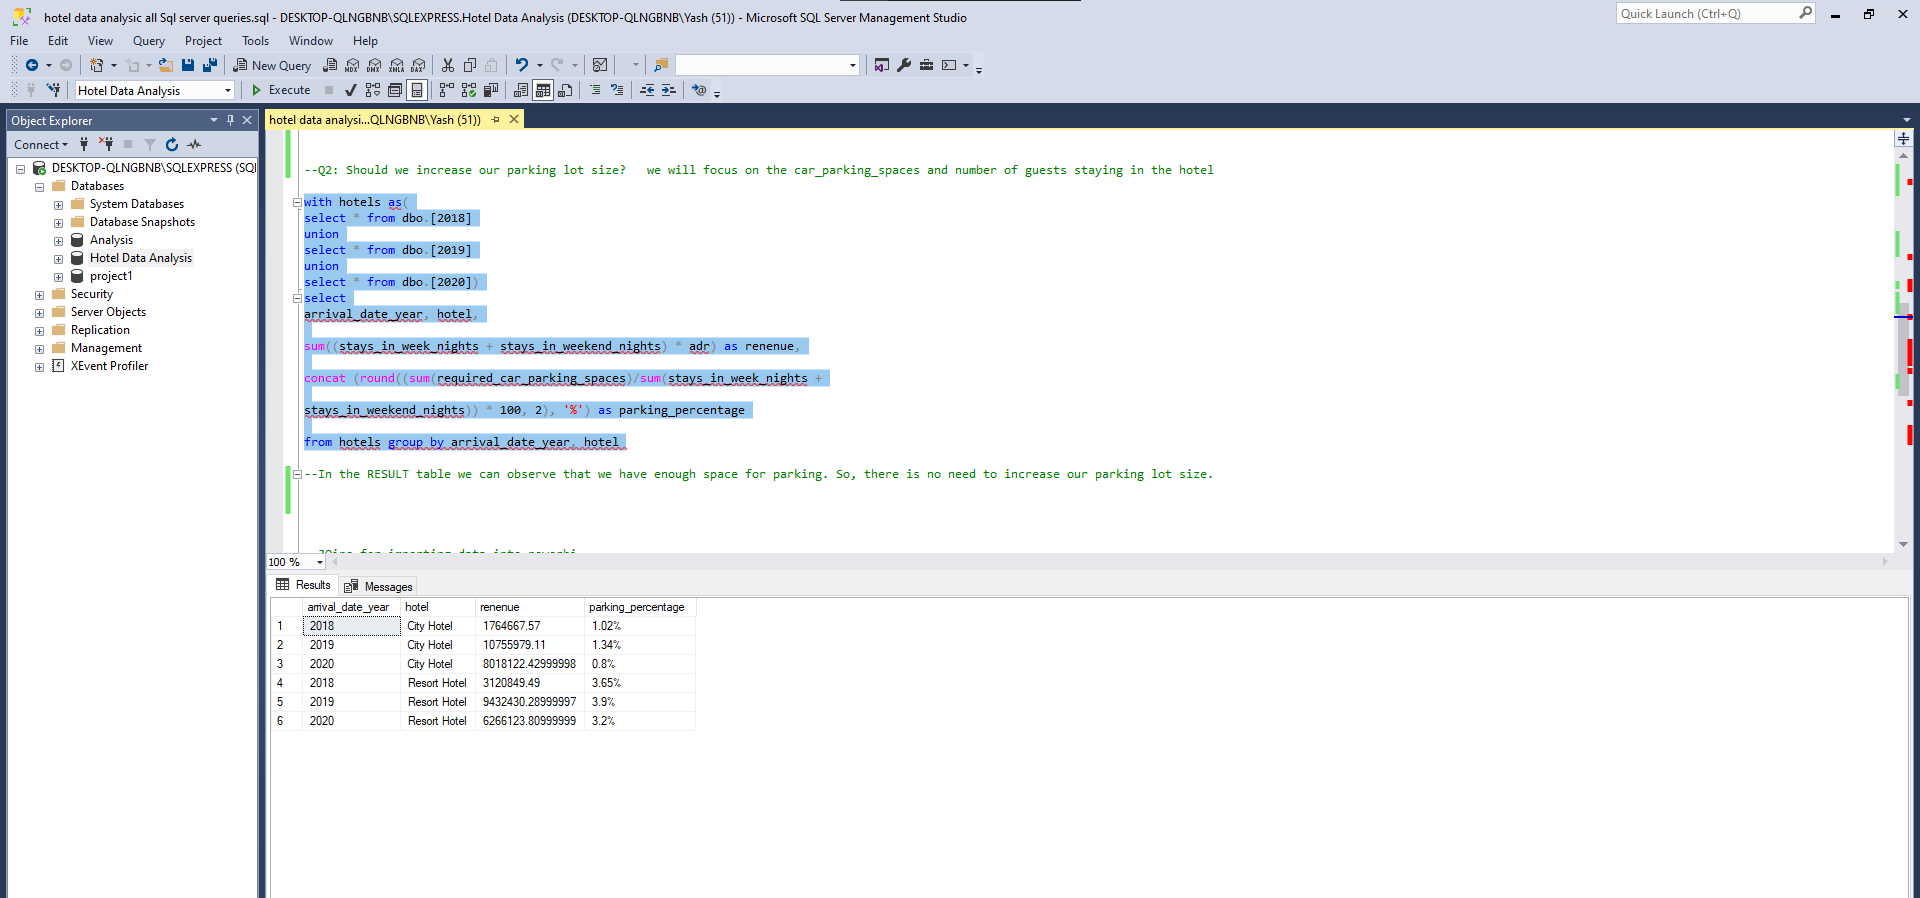 hotel data analysic all Sql server queries.sql - DESKTOP-QLNGBNB\SQLEXPRESS.Hotel Data Analysis (DESKTOP-QLNGBNB\Yash (51)) - Microsoft SQL Server Management Studio
Quick Launch (Ctrl+Q)
File Edit View Query Project Tools Window Help
New Query
MDX DMX XMLA DAX
Hotel Data Analysis
Execute
Object Explorer
hotel data analysi...QLNGBNB\Yash (51))
Connect
DESKTOP-QLNGBNB\SQLEXPRESS (SQl
Databases
System Databases
Database Snapshots
Analysis
Hotel Data Analysis
project1
Security
Server Objects
Replication
Management
XEvent Profiler
--Q2: Should we increase our parking lot size?   we will focus on the car_parking_spaces and number of guests staying in the hotel
with hotels as(
select * from dbo.[2018]
union
select * from dbo.[2019]
union
select * from dbo.[2020])
select
arrival_date_year, hotel,
sum((stays_in_week_nights + stays_in_weekend_nights) * adr) as renenue,
concat (round((sum(required_car_parking_spaces)/sum(stays_in_week_nights +
stays_in_weekend_nights)) * 100, 2), '%') as parking_percentage
from hotels group by arrival_date_year, hotel
--In the RESULT table we can observe that we have enough space for parking. So, there is no need to increase our parking lot size.
100 %
Results Messages
arrival_date_year hotel renenue parking_percentage
1 2018 City Hotel 1764667.57 1.02%
2 2019 City Hotel 10755979.11 1.34%
3 2020 City Hotel 8018122.42999998 0.8%
4 2018 Resort Hotel 3120849.49 3.65%
5 2019 Resort Hotel 9432430.28999997 3.9%
6 2020 Resort Hotel 6266123.80999999 3.2%